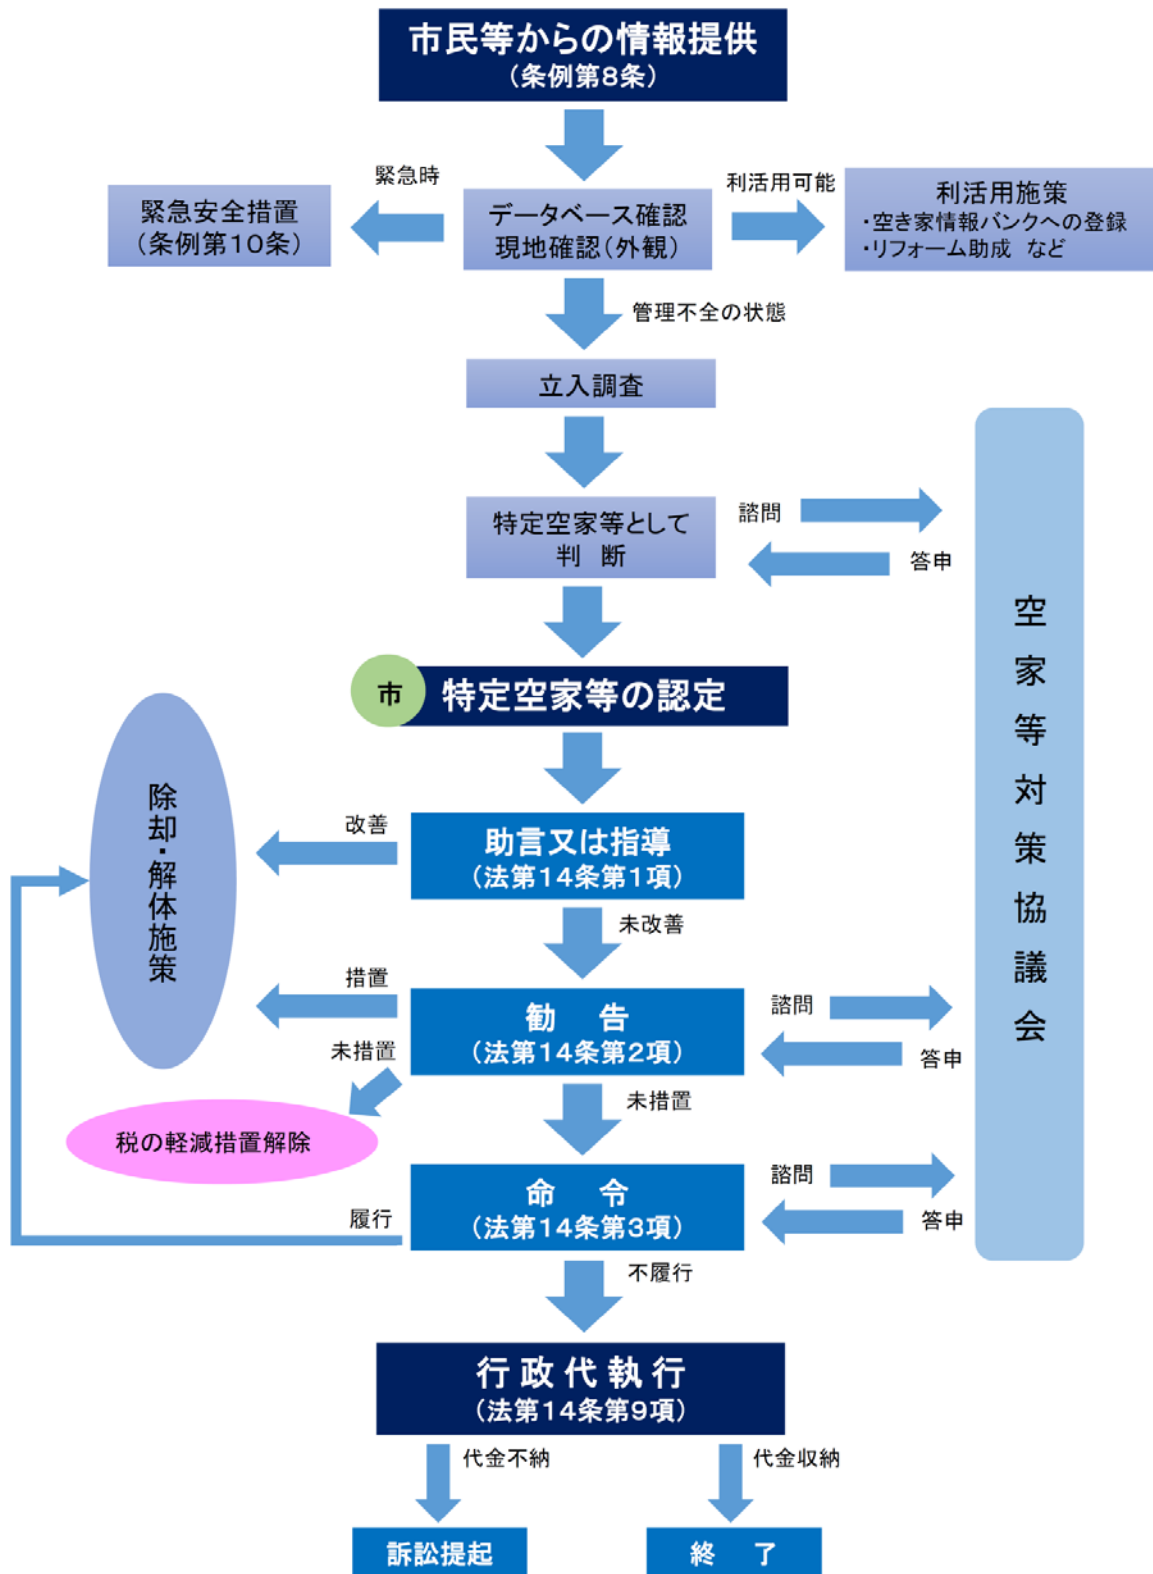 市民等からの情報提供
（条例第8条）
緊急時
利活用可能
緊急安全措置
（条例第10条）
データベース確認
現地確認（外観）
利活用施策
・空き家情報バンクへの登録
・リフォーム助成 など
管理不全の状態
立入調査
特定空家等として
判 断
諮問
答申
空家等対策協議会
市
特定空家等の認定
除却・解体施策
改善
助言又は指導
（法第14条第1項）
未改善
措置
勧 告
（法第14条第2項）
諮問
答申
未措置
未措置
税の軽減措置解除
命 令
（法第14条第3項）
諮問
答申
履行
不履行
行政代執行
（法第14条第9項）
代金不納
代金収納
訴訟提起
終 了